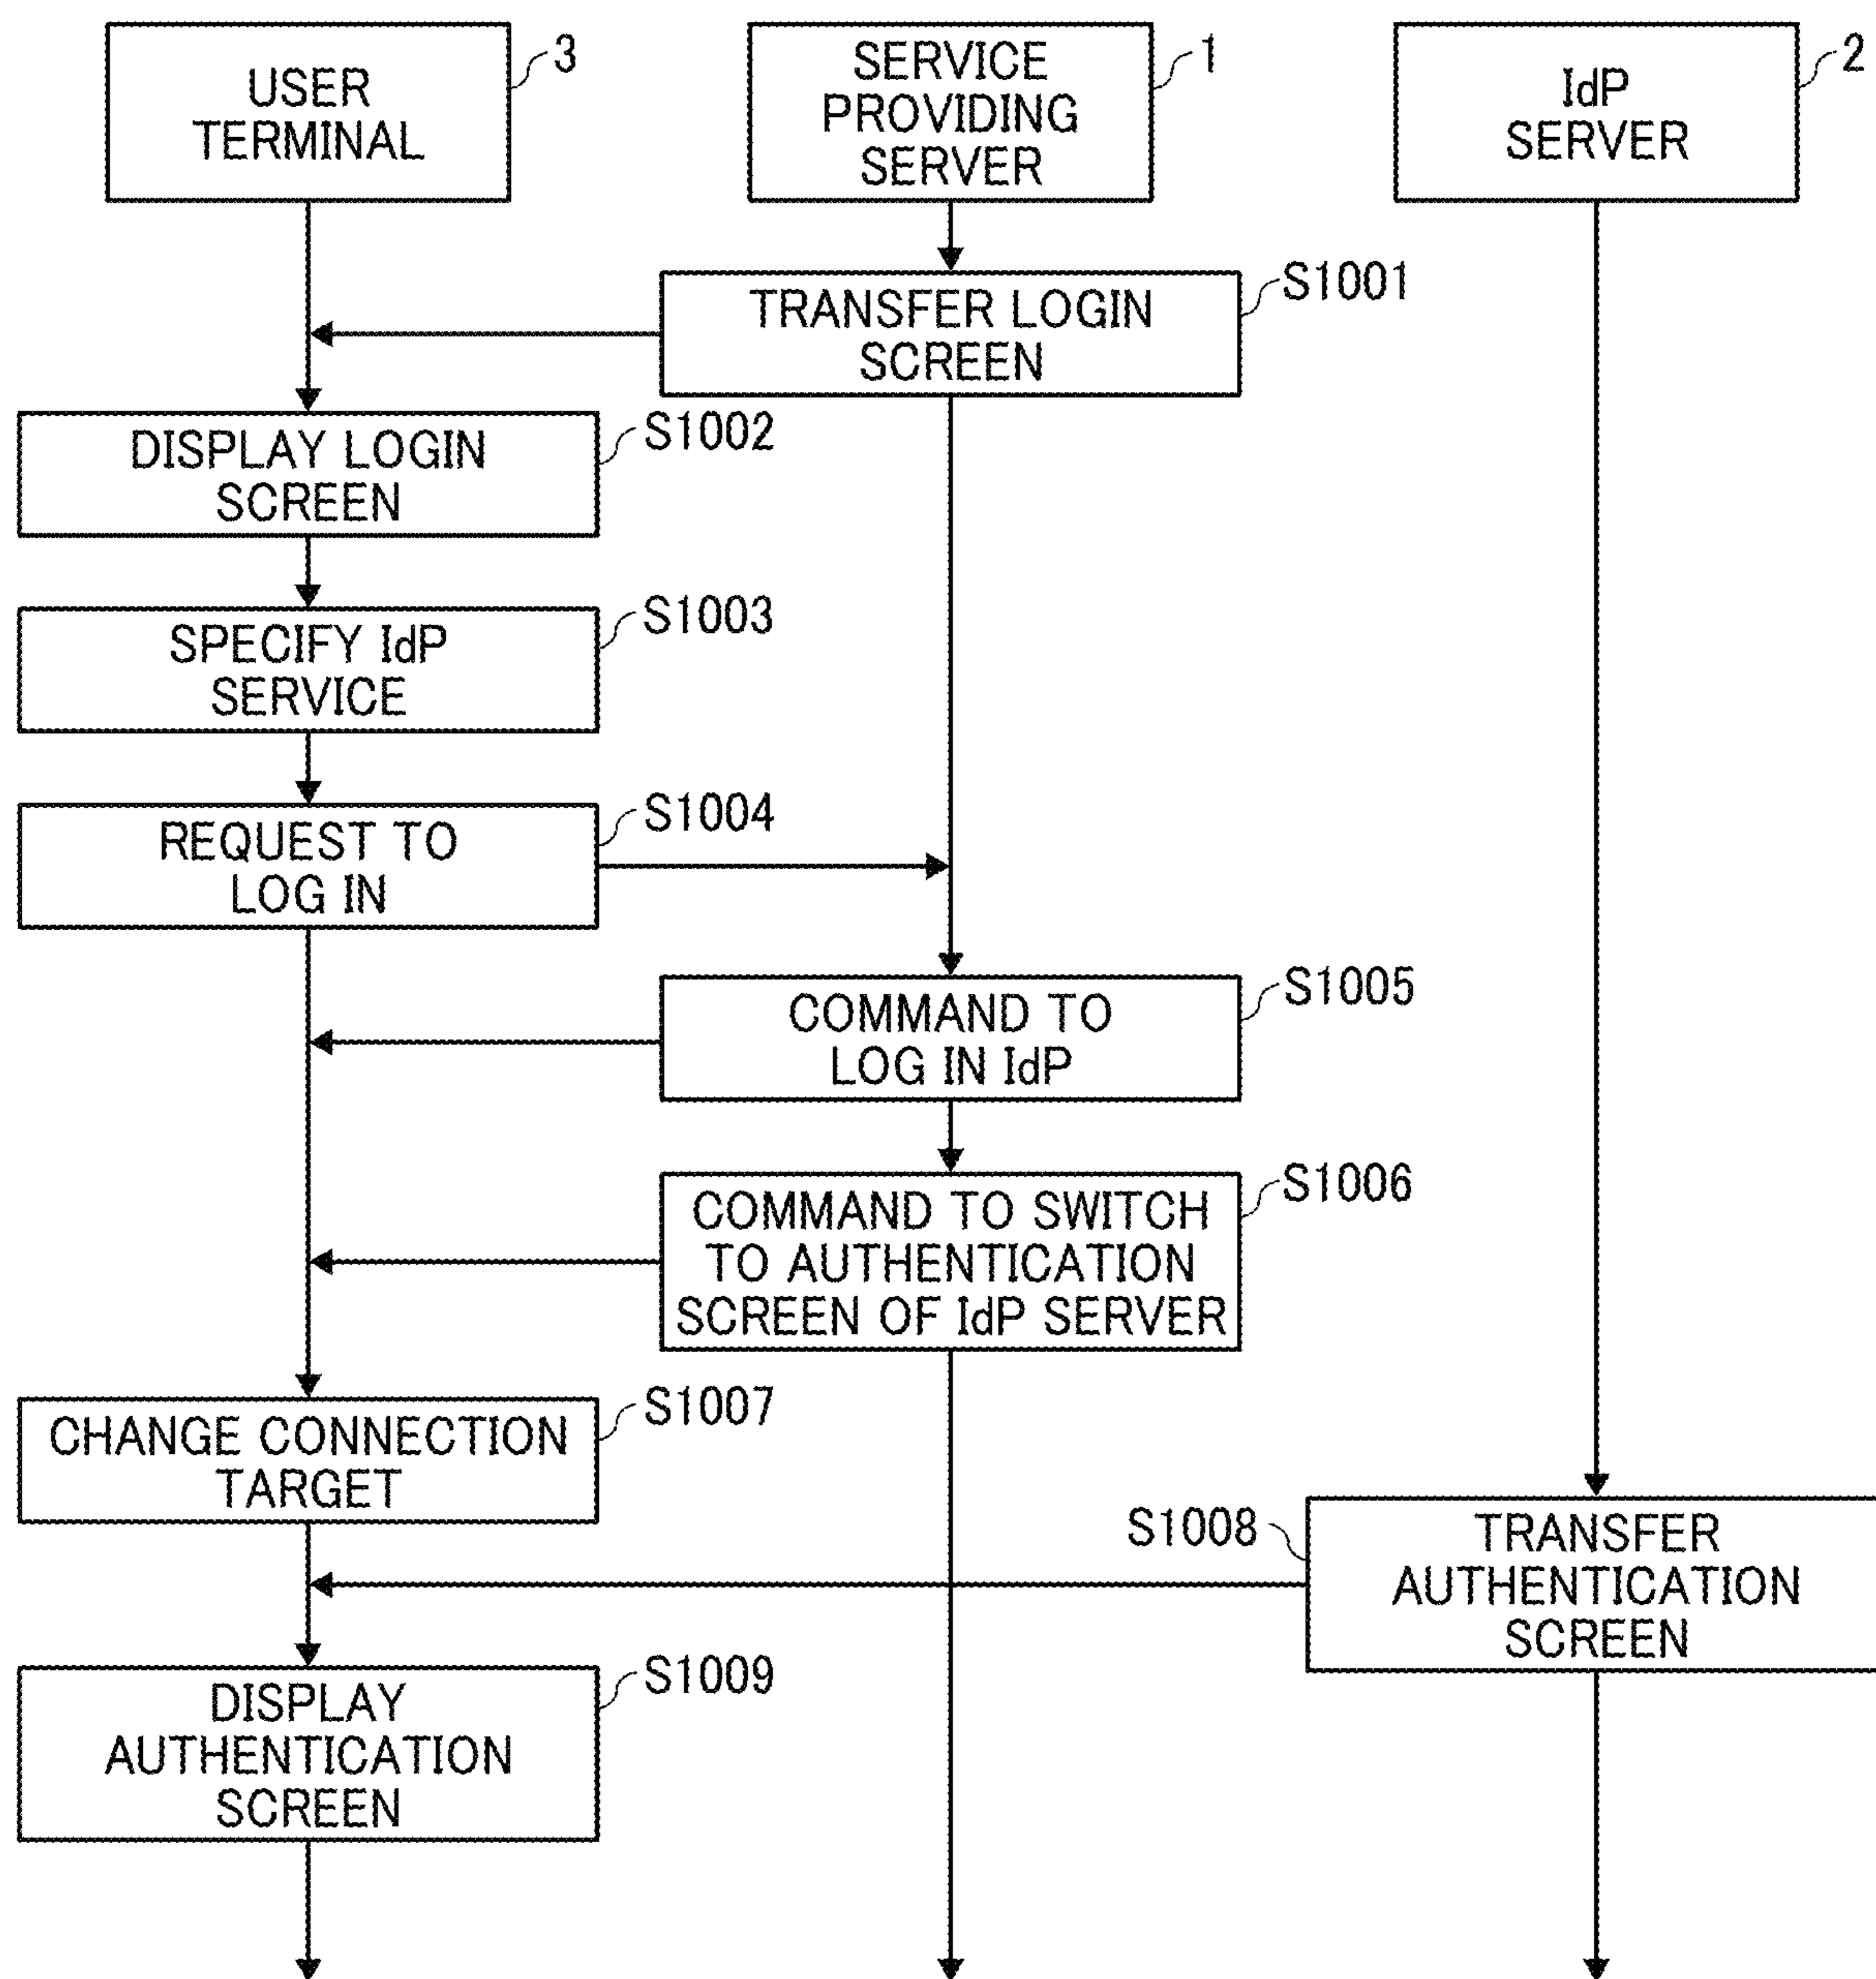 USER
TERMINAL
3
SERVICE
PROVIDING
SERVER
1
IdP
SERVER
2
TRANSFER LOGIN
SCREEN
S1001
DISPLAY LOGIN
SCREEN
S1002
SPECIFY IdP
SERVICE
S1003
REQUEST TO
LOG IN
S1004
COMMAND TO
LOG IN IdP
S1005
COMMAND TO SWITCH
TO AUTHENTICATION
SCREEN OF IdP SERVER
S1006
CHANGE CONNECTION
TARGET
S1007
S1008
TRANSFER
AUTHENTICATION
SCREEN
DISPLAY
AUTHENTICATION
SCREEN
S1009